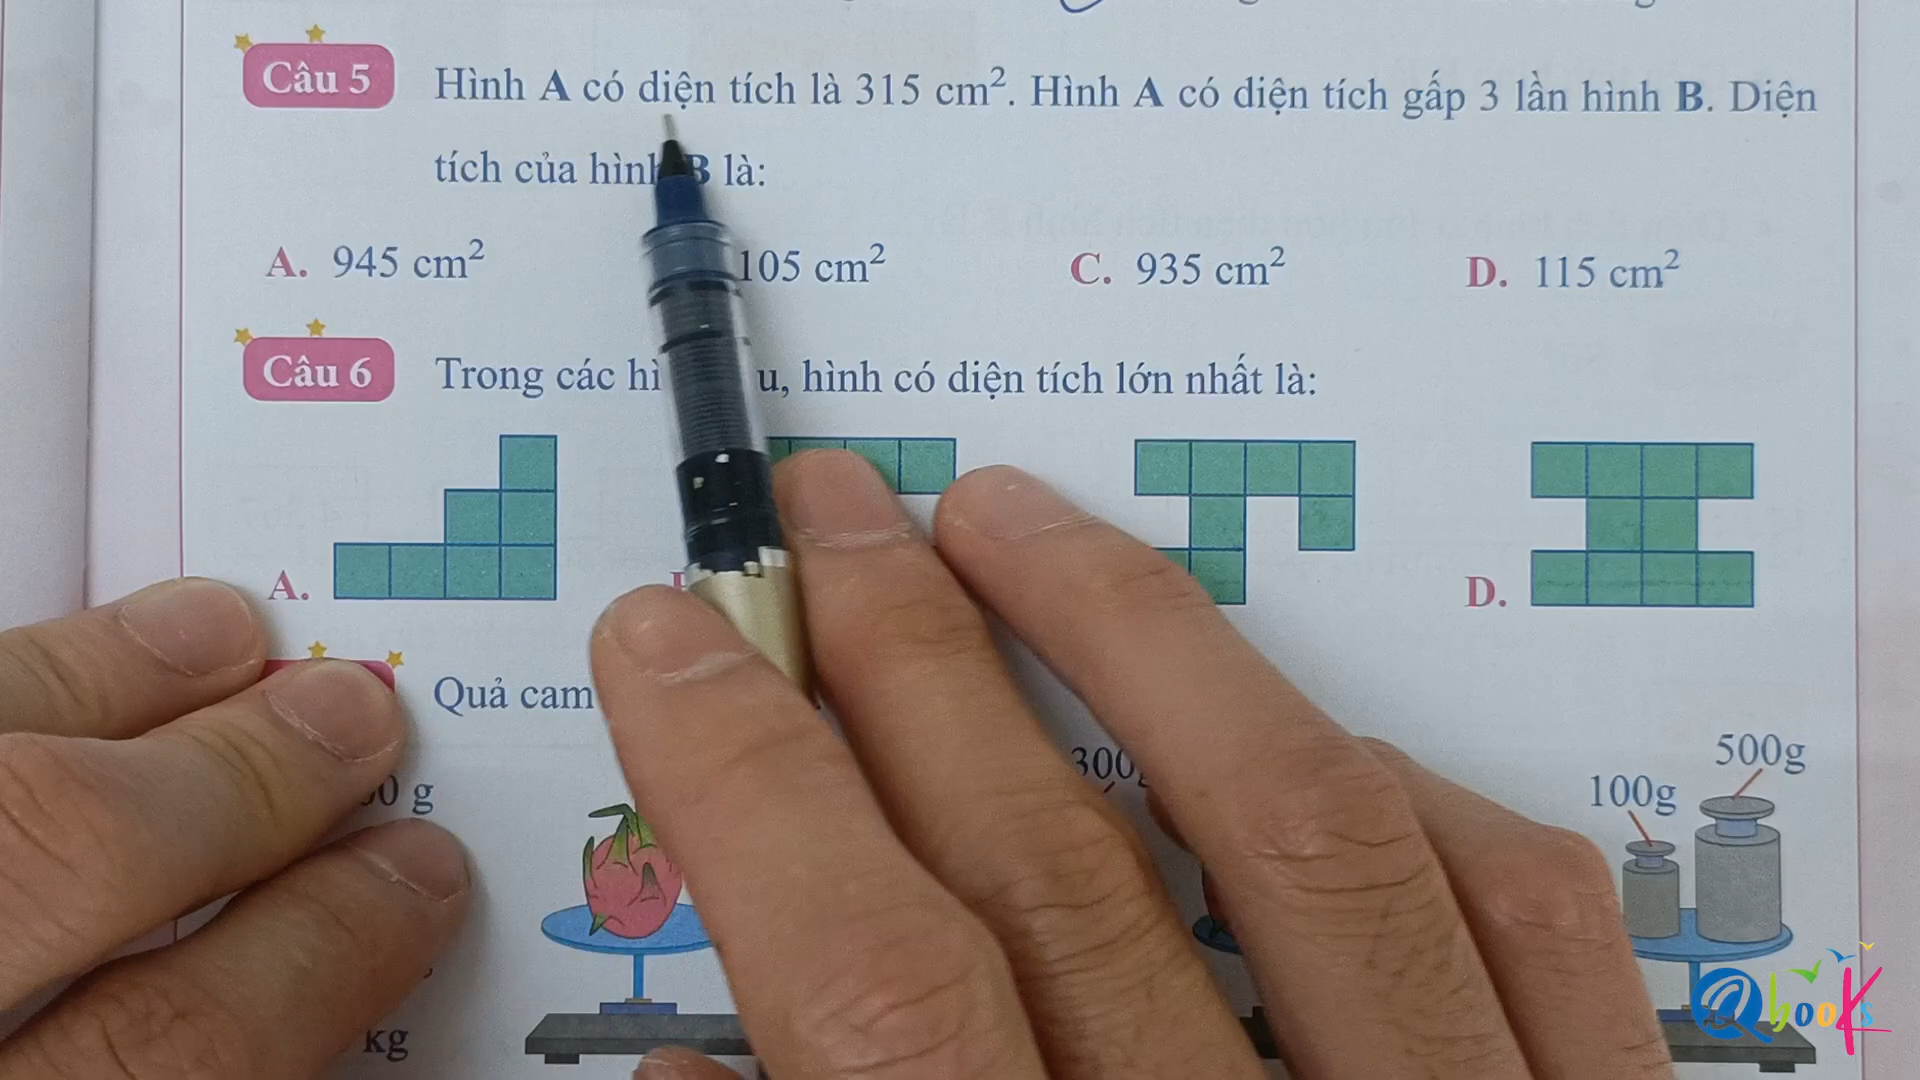 Câu 5 Hình A có diện tích là 315 cm². Hình A có diện tích gấp 3 lần hình B. Diện
tích của hình B là:
A. 945 cm² 105 cm² C. 935 cm² D. 115 cm²
Câu 6 Trong các hì u, hình có diện tích lớn nhất là:
A. D.
Quả cam
0 g 300 100g 500g
kg
Qbooks